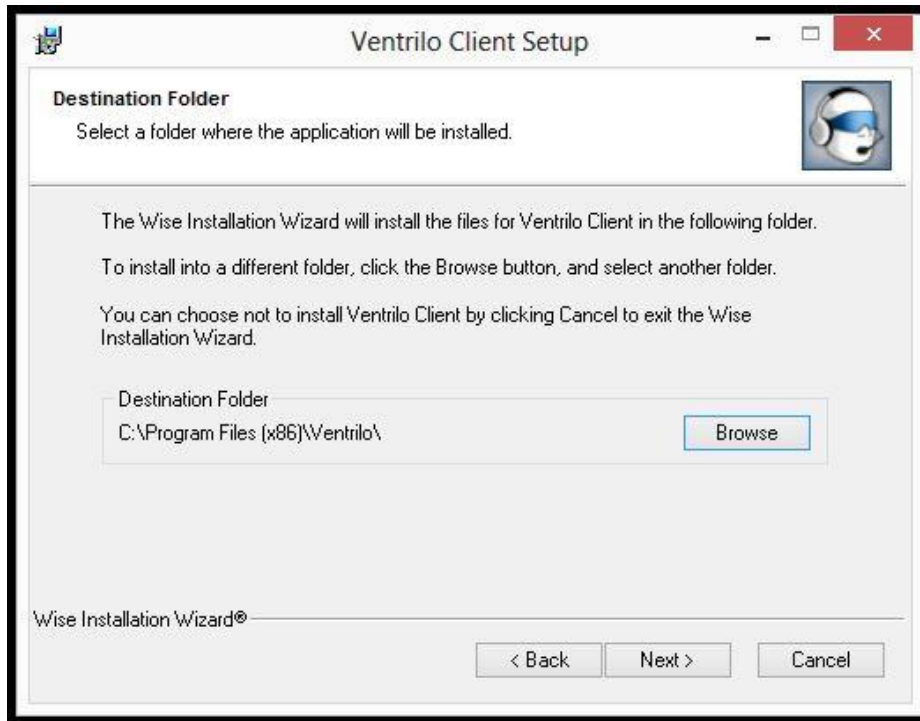 Ventrilo Client Setup
Destination Folder
Select a folder where the application will be installed.
The Wise Installation Wizard will install the files for Ventrilo Client in the following folder.
To install into a different folder, click the Browse button, and select another folder.
You can choose not to install Ventrilo Client by clicking Cancel to exit the Wise
Installation Wizard.
Destination Folder
C:\Program Files (x86)\Ventrilo\
Browse
Wise Installation Wizard®
< Back
Next >
Cancel